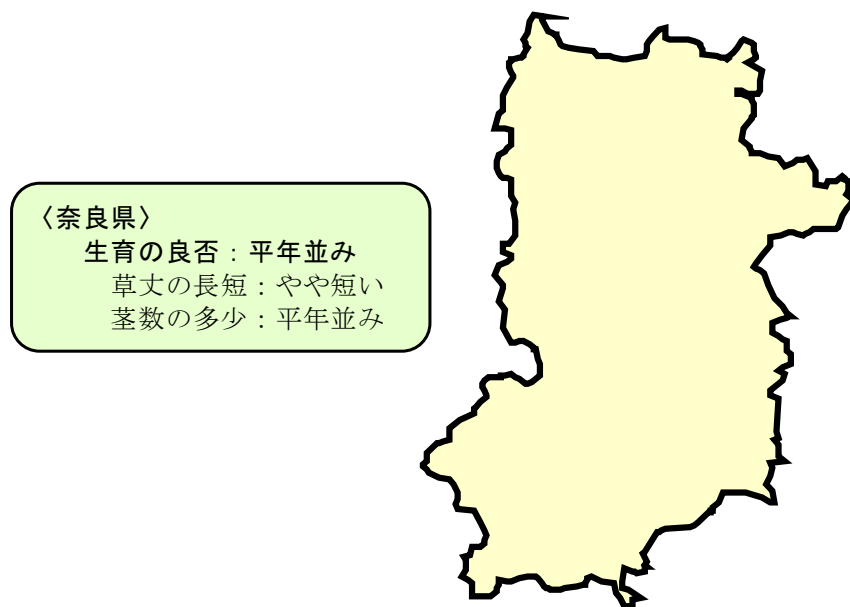 〈奈良県〉
生育の良否：平年並み
草丈の長短：やや短い
茎数の多少：平年並み